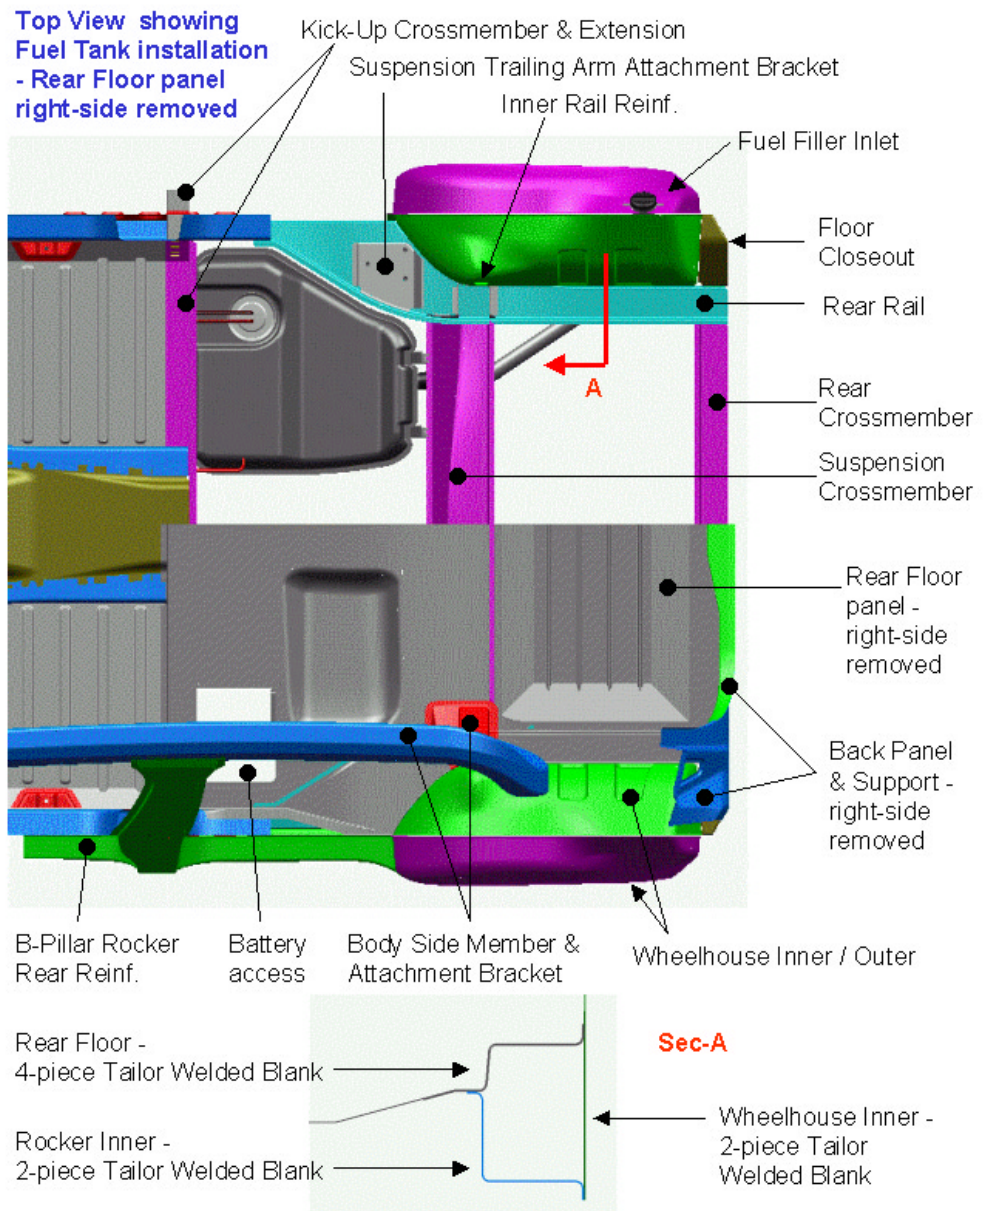 Top View showing
Fuel Tank installation
- Rear Floor panel
right-side removed
Kick-Up Crossmember & Extension
Suspension Trailing Arm Attachment Bracket
Inner Rail Reinf.
Fuel Filler Inlet
Floor
Closeout
Rear Rail
A
Rear
Crossmember
Suspension
Crossmember
Rear Floor
panel -
right-side
removed
Back Panel
& Support -
right-side
removed
B-Pillar Rocker
Rear Reinf.
Battery
access
Body Side Member &
Attachment Bracket
Wheelhouse Inner / Outer
Rear Floor -
4-piece Tailor Welded Blank
Sec-A
Rocker Inner -
2-piece Tailor Welded Blank
Wheelhouse Inner -
2-piece Tailor
Welded Blank